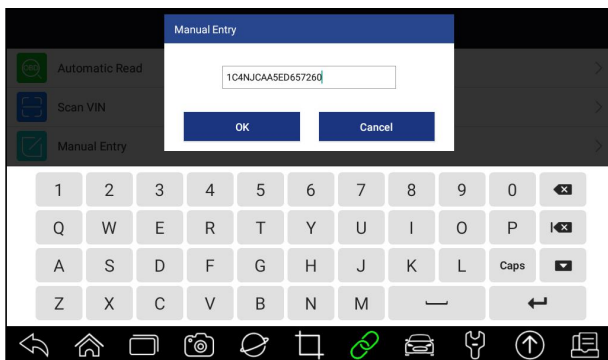 Manual Entry
1C4NJCAA5ED657260
OK Cancel
OBD
Automatic Read
Scan VIN
Manual Entry
1 2 3 4 5 6 7 8 9 0
Q W E R T Y U I O P
A S D F G H J K L Caps
Z X C V B N M